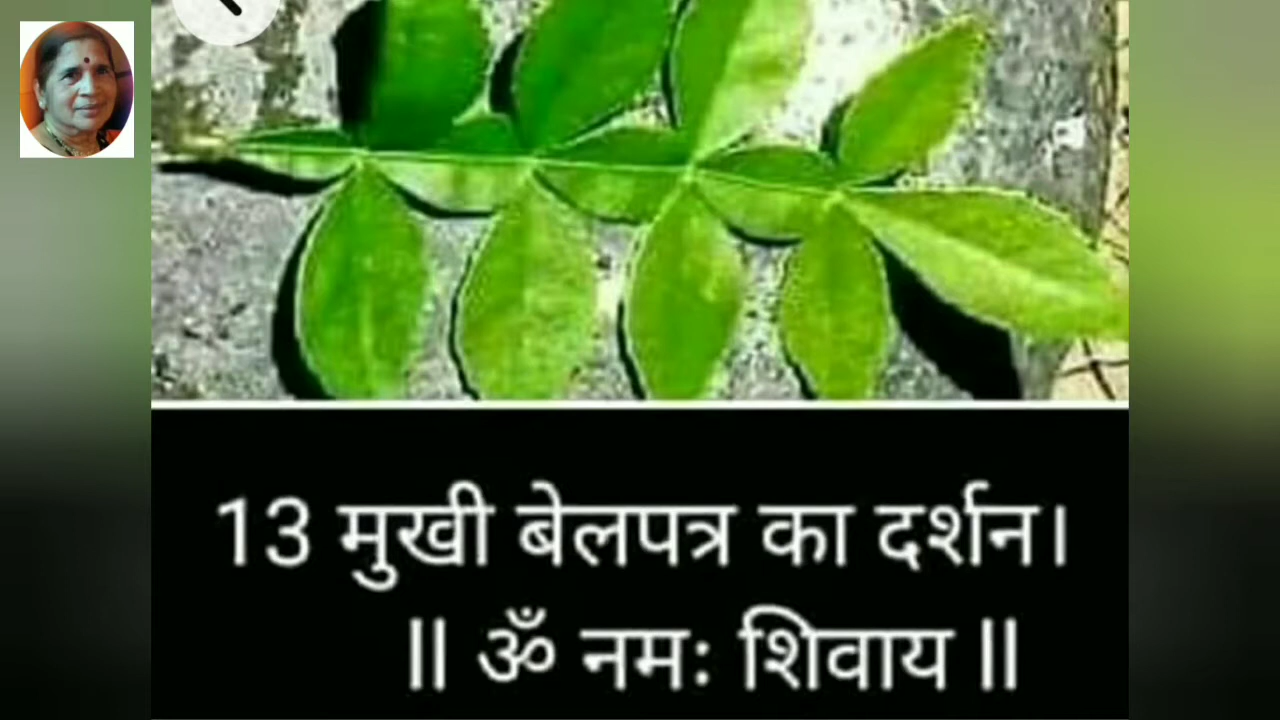 13 मुखी बेलपत्र का दर्शन।
॥ ॐ नमः शिवाय ॥